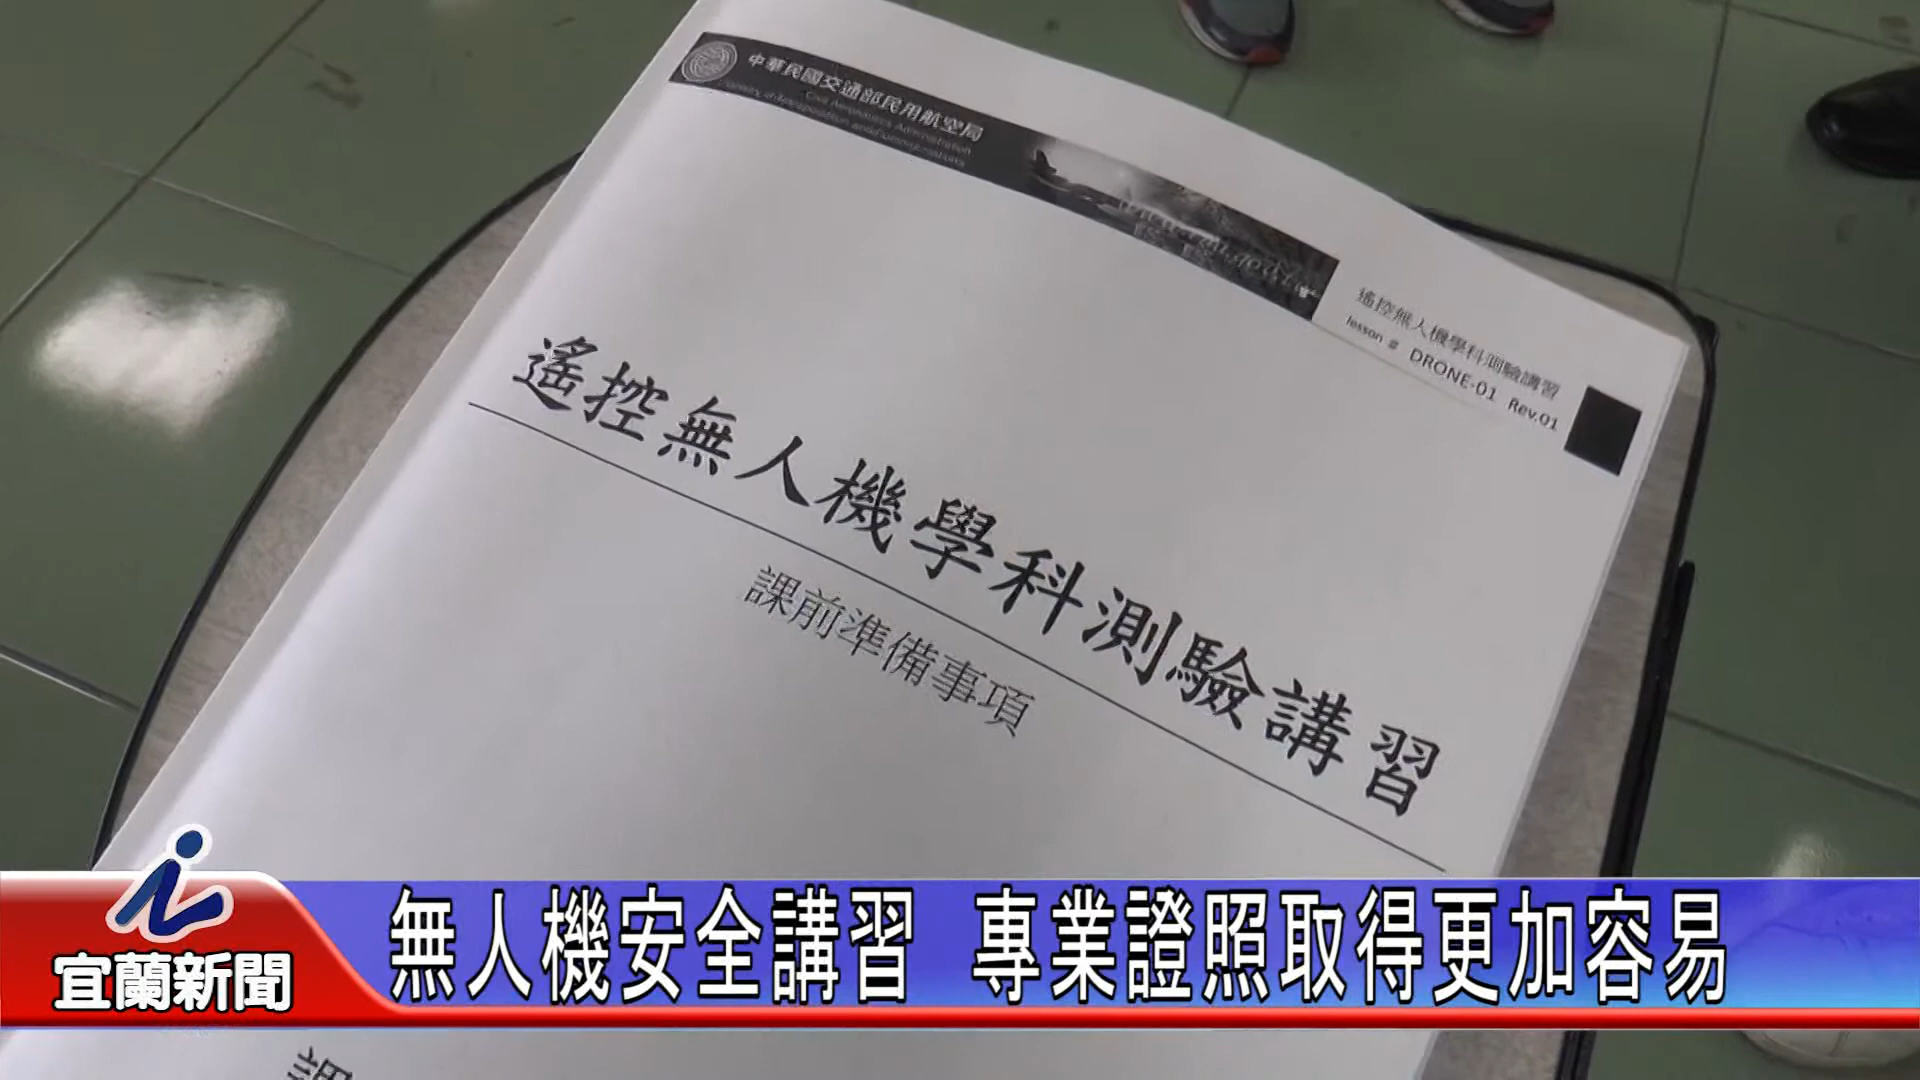 中華民國交通部民用航空局
Civil Aeronautics Administration
遙控無人機學科測驗講習
lesson # DRONE-01 Rev.01
遙控無人機學科測驗講習
課前準備事項
宜蘭新聞
無人機安全講習 專業證照取得更加容易
課